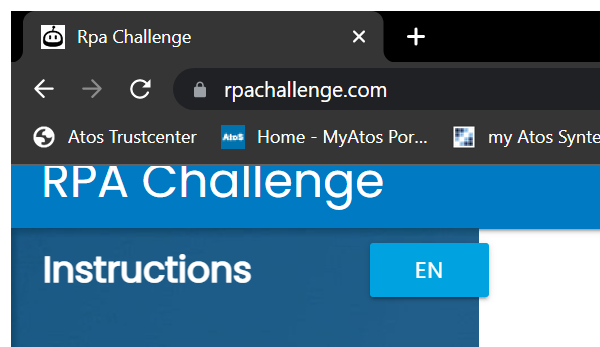 Rpa Challenge
rpachallenge.com
Atos Trustcenter Atos Home - MyAtos Por... my Atos Synte
RPA Challenge
Instructions EN